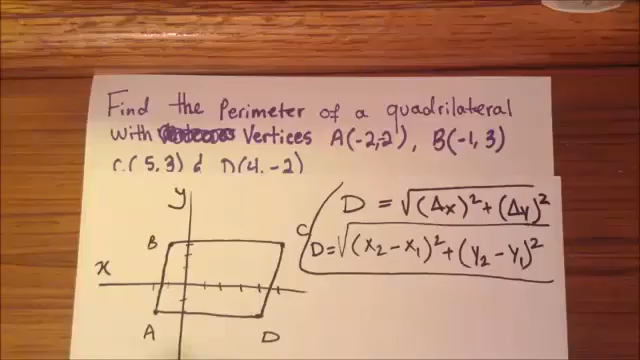 Find the Perimeter of a quadrilateral
with Vertices A(-2,-2), B(-1, 3)
C(5,3) & D(4,-2)
y
D = √(Δx)²+(Δy)²
C
B
D=√(x₂-x₁)²+(y₂-y₁)²
x
A
D